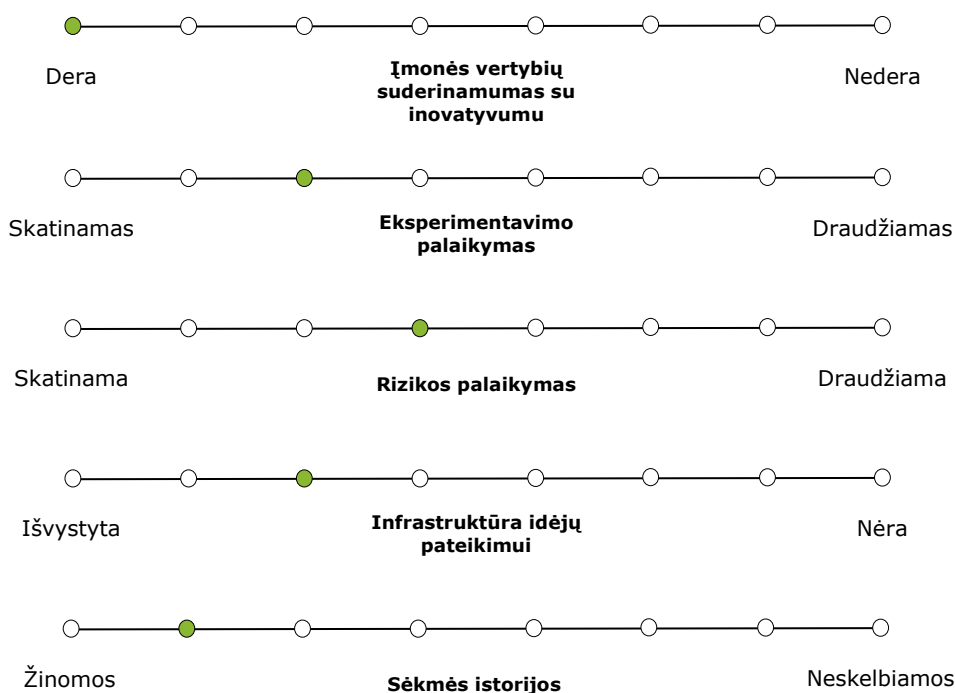 Dera
Įmonės vertybių
suderinamumas su
inovatyvumu
Nedera
Skatinamas
Eksperimentavimo
palaikymas
Draudžiamas
Skatinama
Rizikos palaikymas
Draudžiama
Išvystyta
Infrastruktūra idėjų
pateikimui
Nėra
Žinomos
Sėkmės istorijos
Neskelbiamos